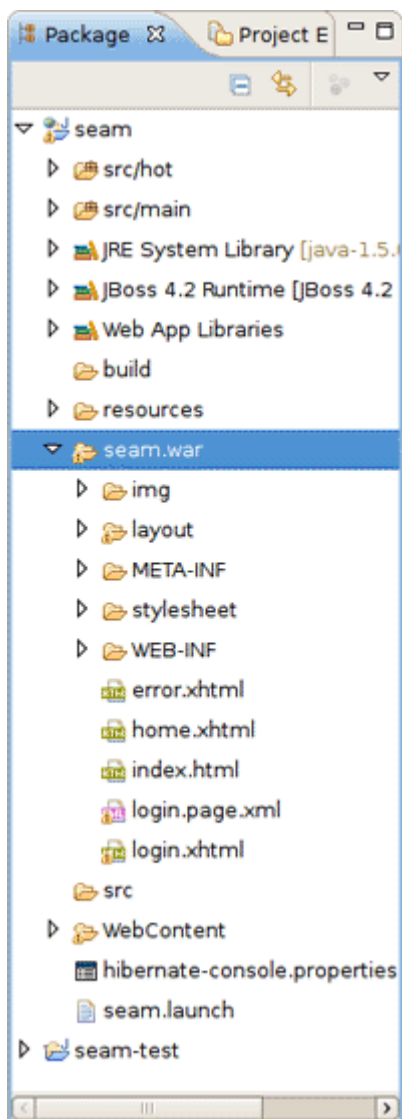 Package Project E
seam
src/hot
src/main
JRE System Library [java-1.5.
JBoss 4.2 Runtime [JBoss 4.2
Web App Libraries
build
resources
seam.war
img
layout
META-INF
stylesheet
WEB-INF
error.xhtml
home.xhtml
index.html
login.page.xml
login.xhtml
src
WebContent
hibernate-console.properties
seam.launch
seam-test